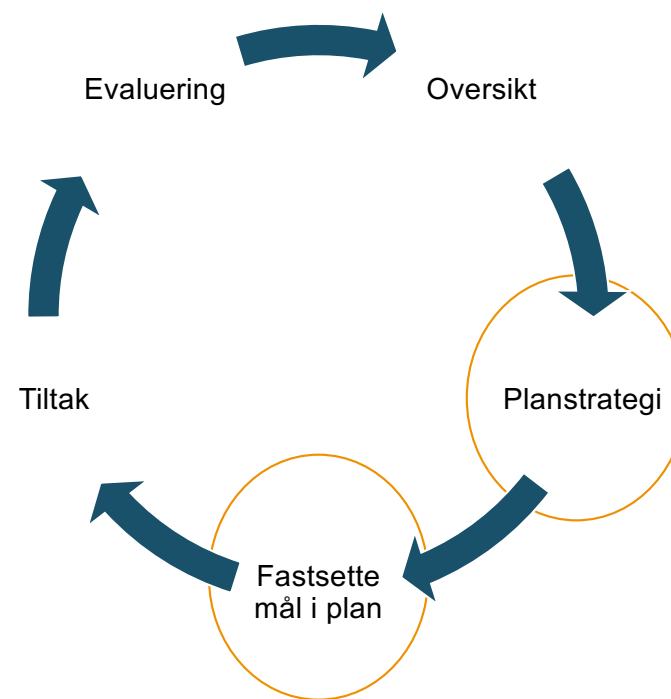 Evaluering
Oversikt
Planstrategi
Fastsette
mål i plan
Tiltak